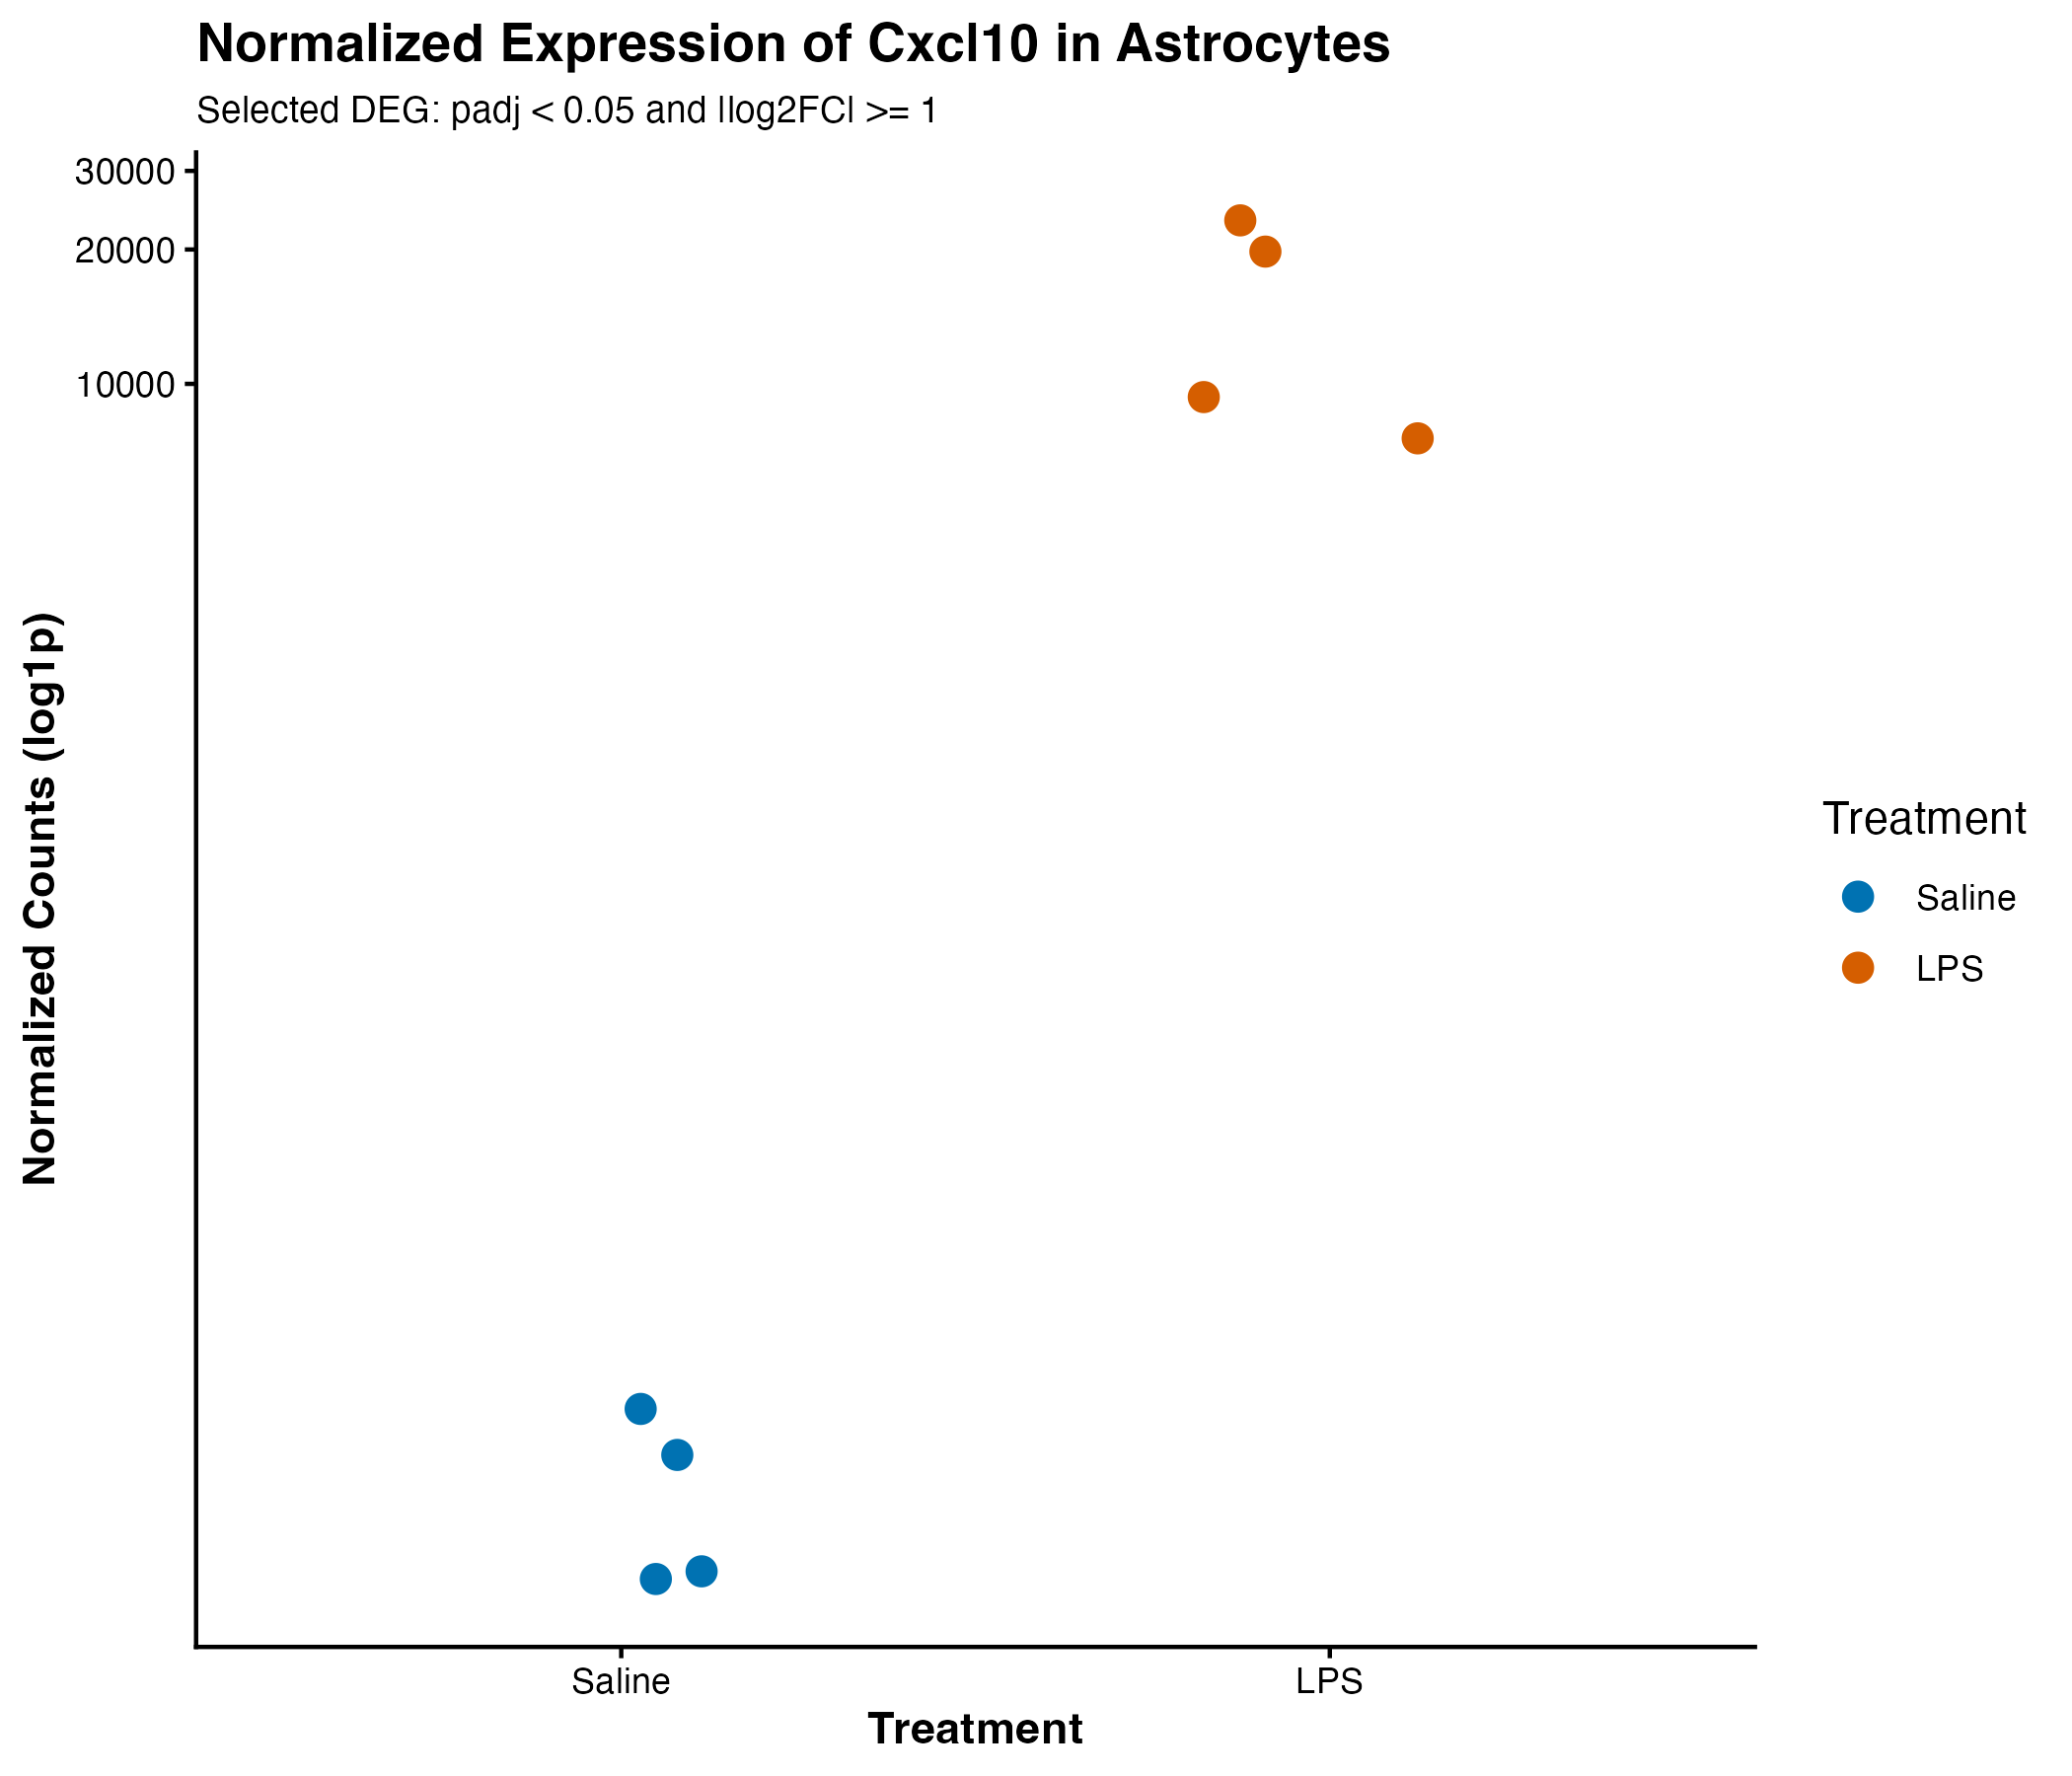 Normalized Expression of Cxcl10 in Astrocytes
Selected DEG: padj < 0.05 and |log2FC| >= 1
30000
20000
10000
Normalized Counts (log1p)
Treatment
Saline
LPS
Saline
LPS
Treatment